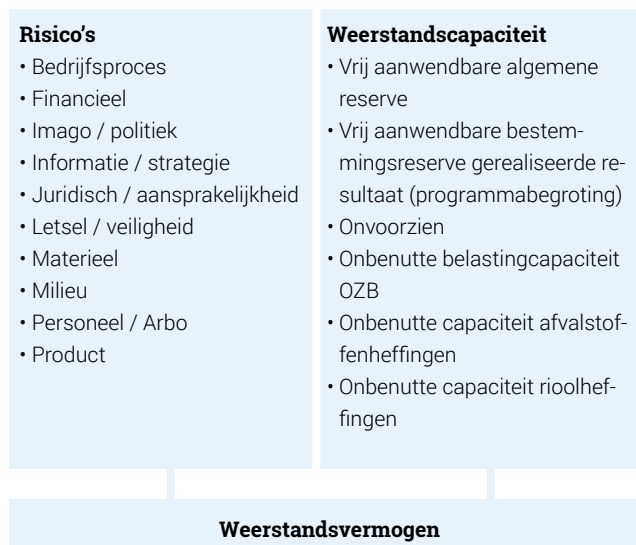 Risico's
• Bedrijfsproces
• Financieel
• Imago / politiek
• Informatie / strategie
• Juridisch / aansprakelijkheid
• Letsel / veiligheid
• Materieel
• Milieu
• Personeel / Arbo
• Product
Weerstandscapaciteit
• Vrij aanwendbare algemene
reserve
• Vrij aanwendbare bestem-
mingsreserve gerealiseerde re-
sultaat (programmabegroting)
• Onvoorzien
• Onbenutte belastingcapaciteit
OZB
• Onbenutte capaciteit afvalstof-
fenheffingen
• Onbenutte capaciteit rioolhef-
fingen
Weerstandsvermogen